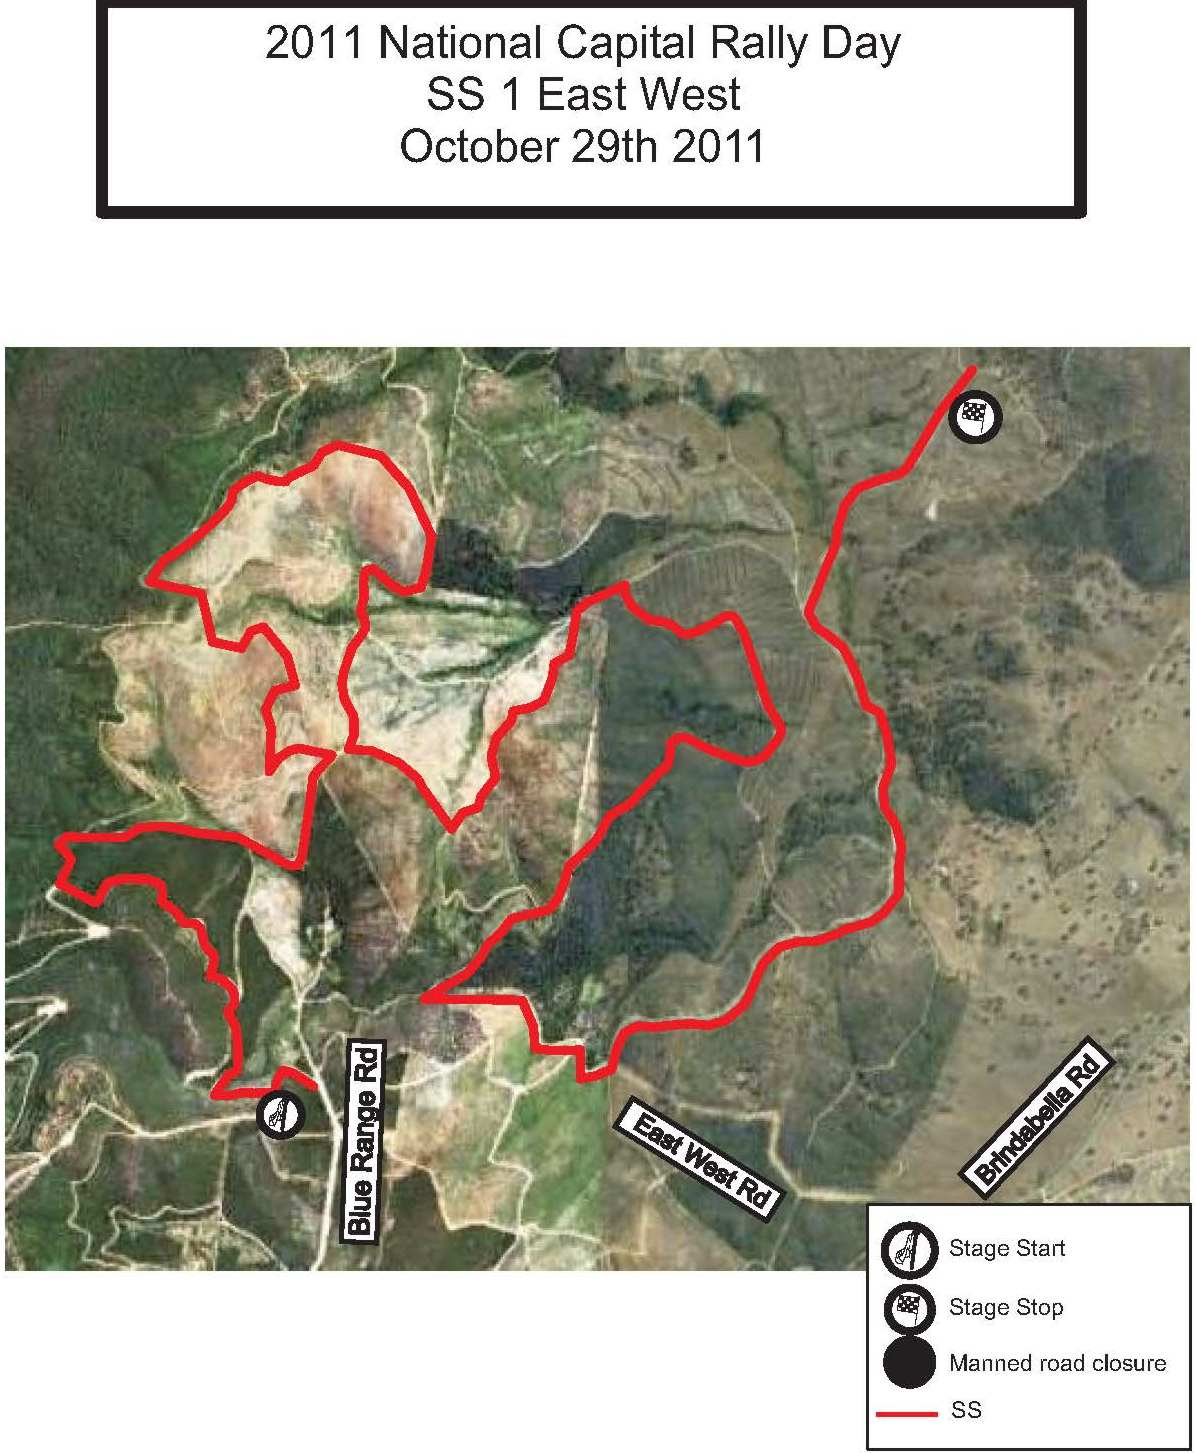 2011 National Capital Rally Day
SS 1 East West
October 29th 2011
Blue Range Rd
East West Rd
Brindabella Rd
Stage Start
Stage Stop
Manned road closure
SS